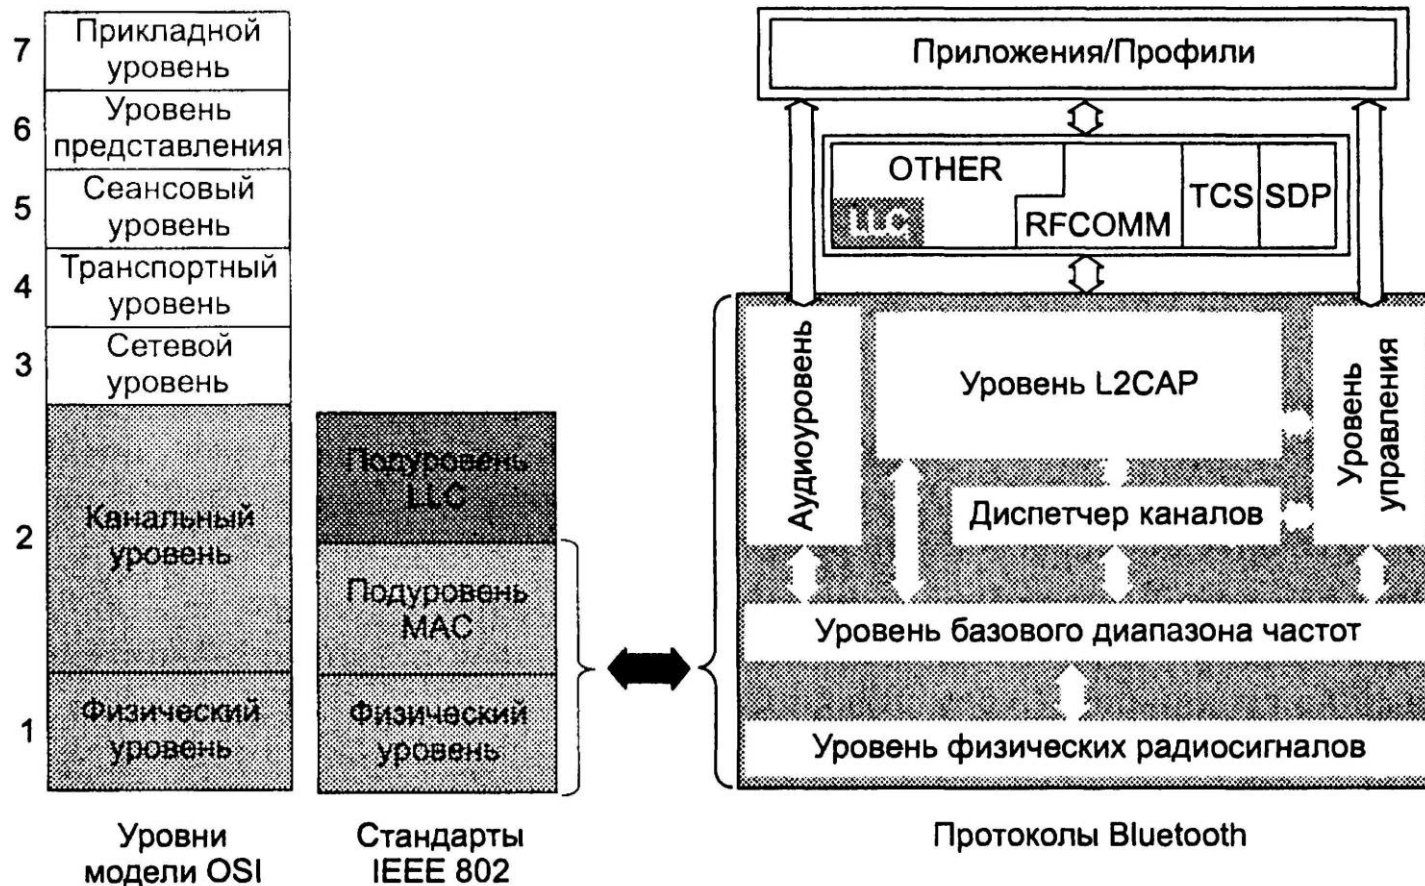 7
Прикладной
уровень
6
Уровень
представления
5
Сеансовый
уровень
4
Транспортный
уровень
3
Сетевой
уровень
2
Канальный
уровень
1
Физический
уровень
Уровни
модели OSI
Подуровень
LLC
Подуровень
MAC
Физический
уровень
Стандарты
IEEE 802
Приложения/Профили
OTHER
LLC
RFCOMM
TCS
SDP
Аудиоуровень
Уровень L2CAP
Уровень
управления
Диспетчер каналов
Уровень базового диапазона частот
Уровень физических радиосигналов
Протоколы Bluetooth